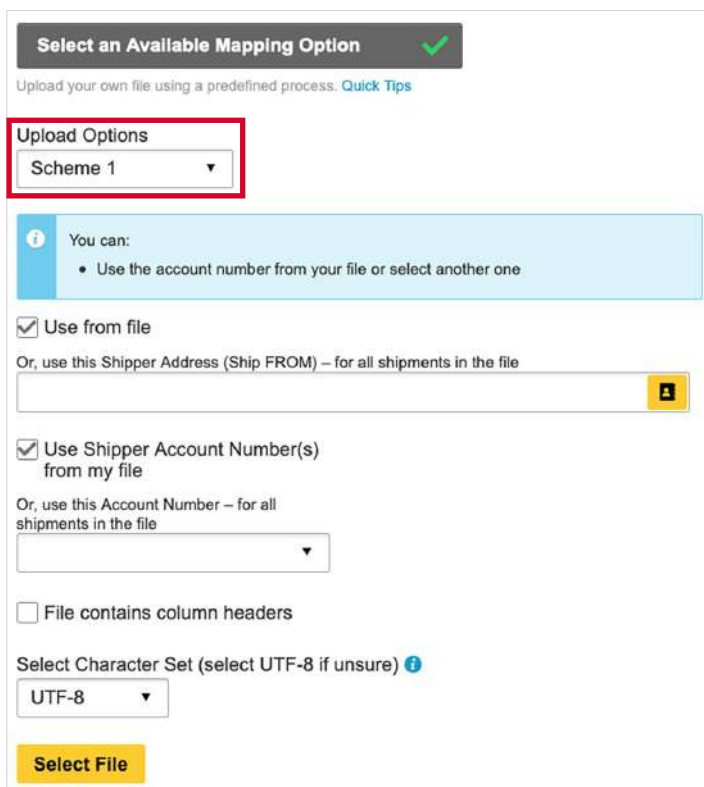 Select an Available Mapping Option
Upload your own file using a predefined process. Quick Tips
Upload Options
Scheme 1
You can:
• Use the account number from your file or select another one
Use from file
Or, use this Shipper Address (Ship FROM) – for all shipments in the file
Use Shipper Account Number(s)
from my file
Or, use this Account Number – for all
shipments in the file
File contains column headers
Select Character Set (select UTF-8 if unsure)
UTF-8
Select File